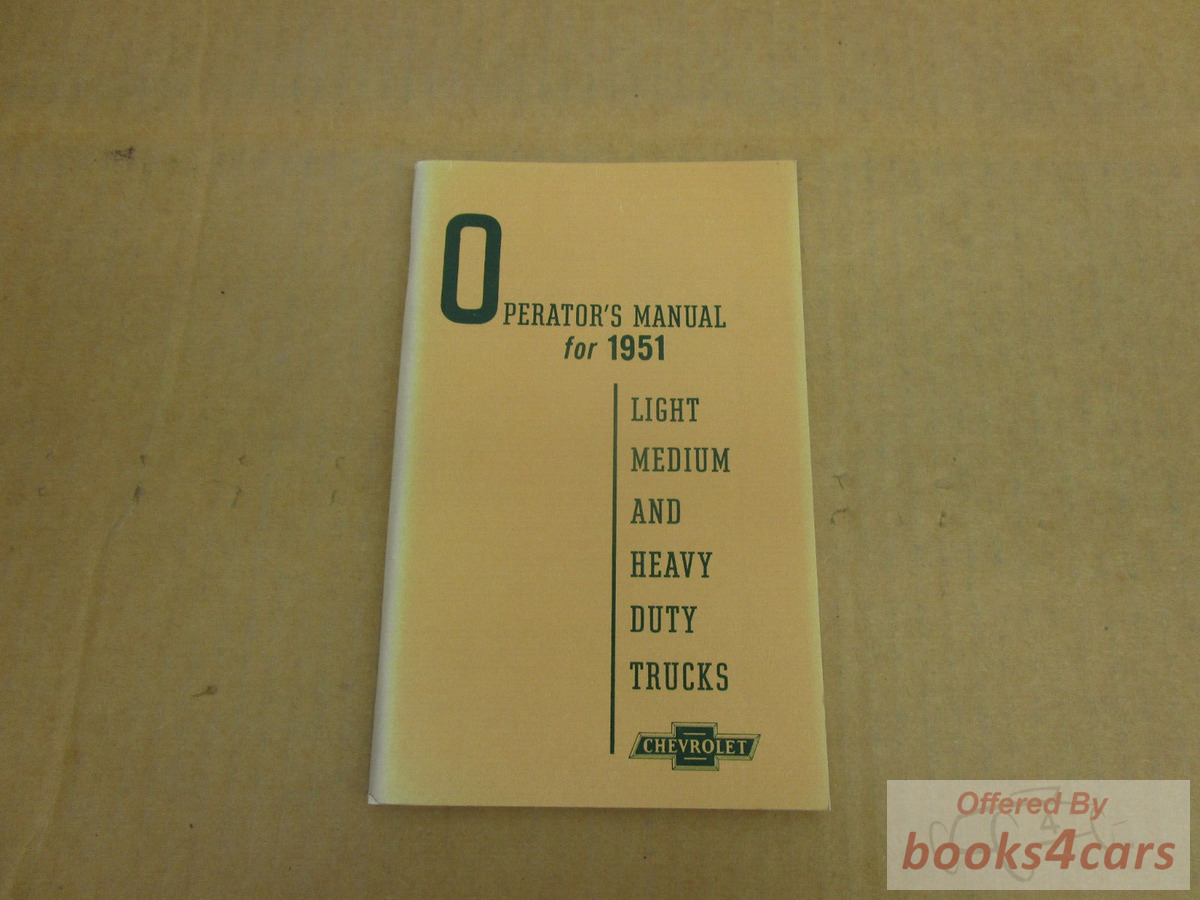 OPERATOR'S MANUAL
for 1951
LIGHT
MEDIUM
AND
HEAVY
DUTY
TRUCKS
CHEVROLET
Offered By
books4cars